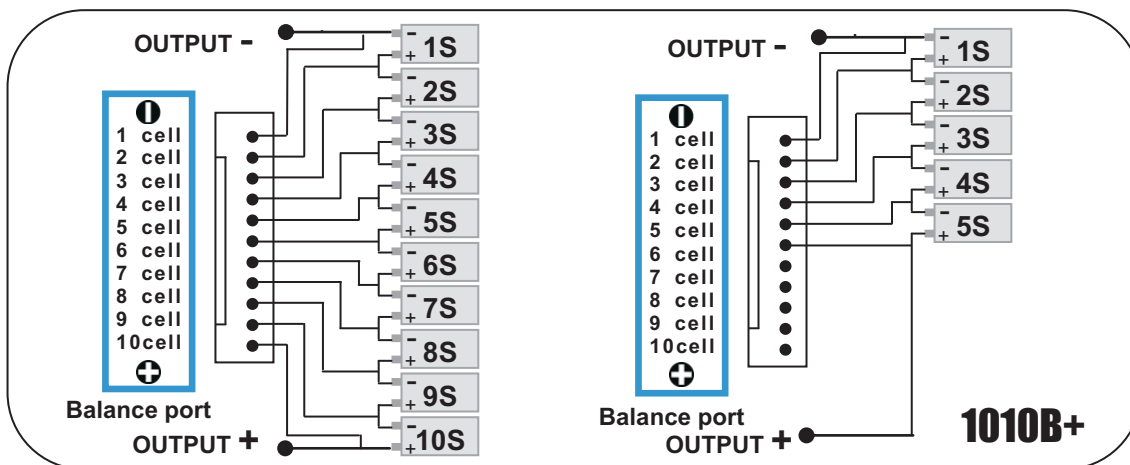 OUTPUT -
- 1S +
- 2S +
- 3S +
- 4S +
- 5S +
- 6S +
- 7S +
- 8S +
- 9S +
- 10S +
1 cell
2 cell
3 cell
4 cell
5 cell
6 cell
7 cell
8 cell
9 cell
10cell
Balance port
OUTPUT +
OUTPUT -
- 1S +
- 2S +
- 3S +
- 4S +
- 5S +
1 cell
2 cell
3 cell
4 cell
5 cell
6 cell
7 cell
8 cell
9 cell
10cell
Balance port
OUTPUT +
1010B+